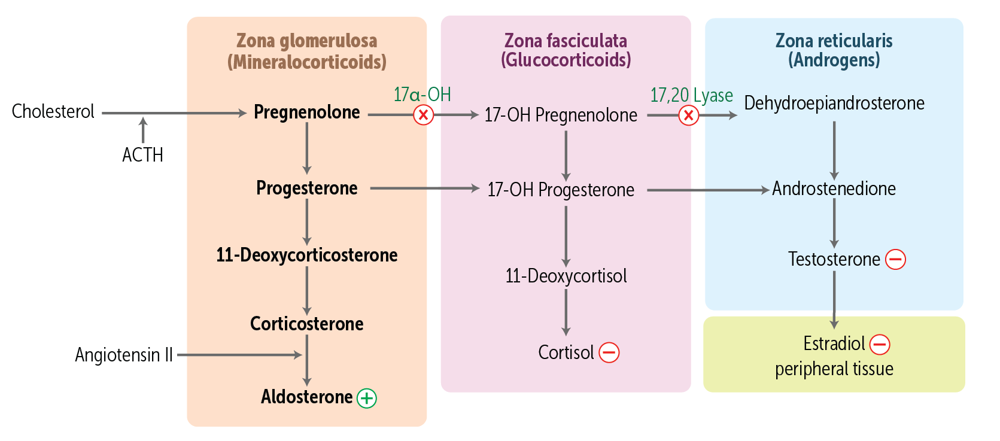 Zona glomerulosa
(Mineralocorticoids)
Zona fasciculata
(Glucocorticoids)
Zona reticularis
(Androgens)
17α-OH
17,20 Lyase
Cholesterol
Pregnenolone
17-OH Pregnenolone
Dehydroepiandrosterone
ACTH
Progesterone
17-OH Progesterone
Androstenedione
11-Deoxycorticosterone
Testosterone
11-Deoxycortisol
Corticosterone
Angiotensin II
Cortisol
Estradiol
peripheral tissue
Aldosterone